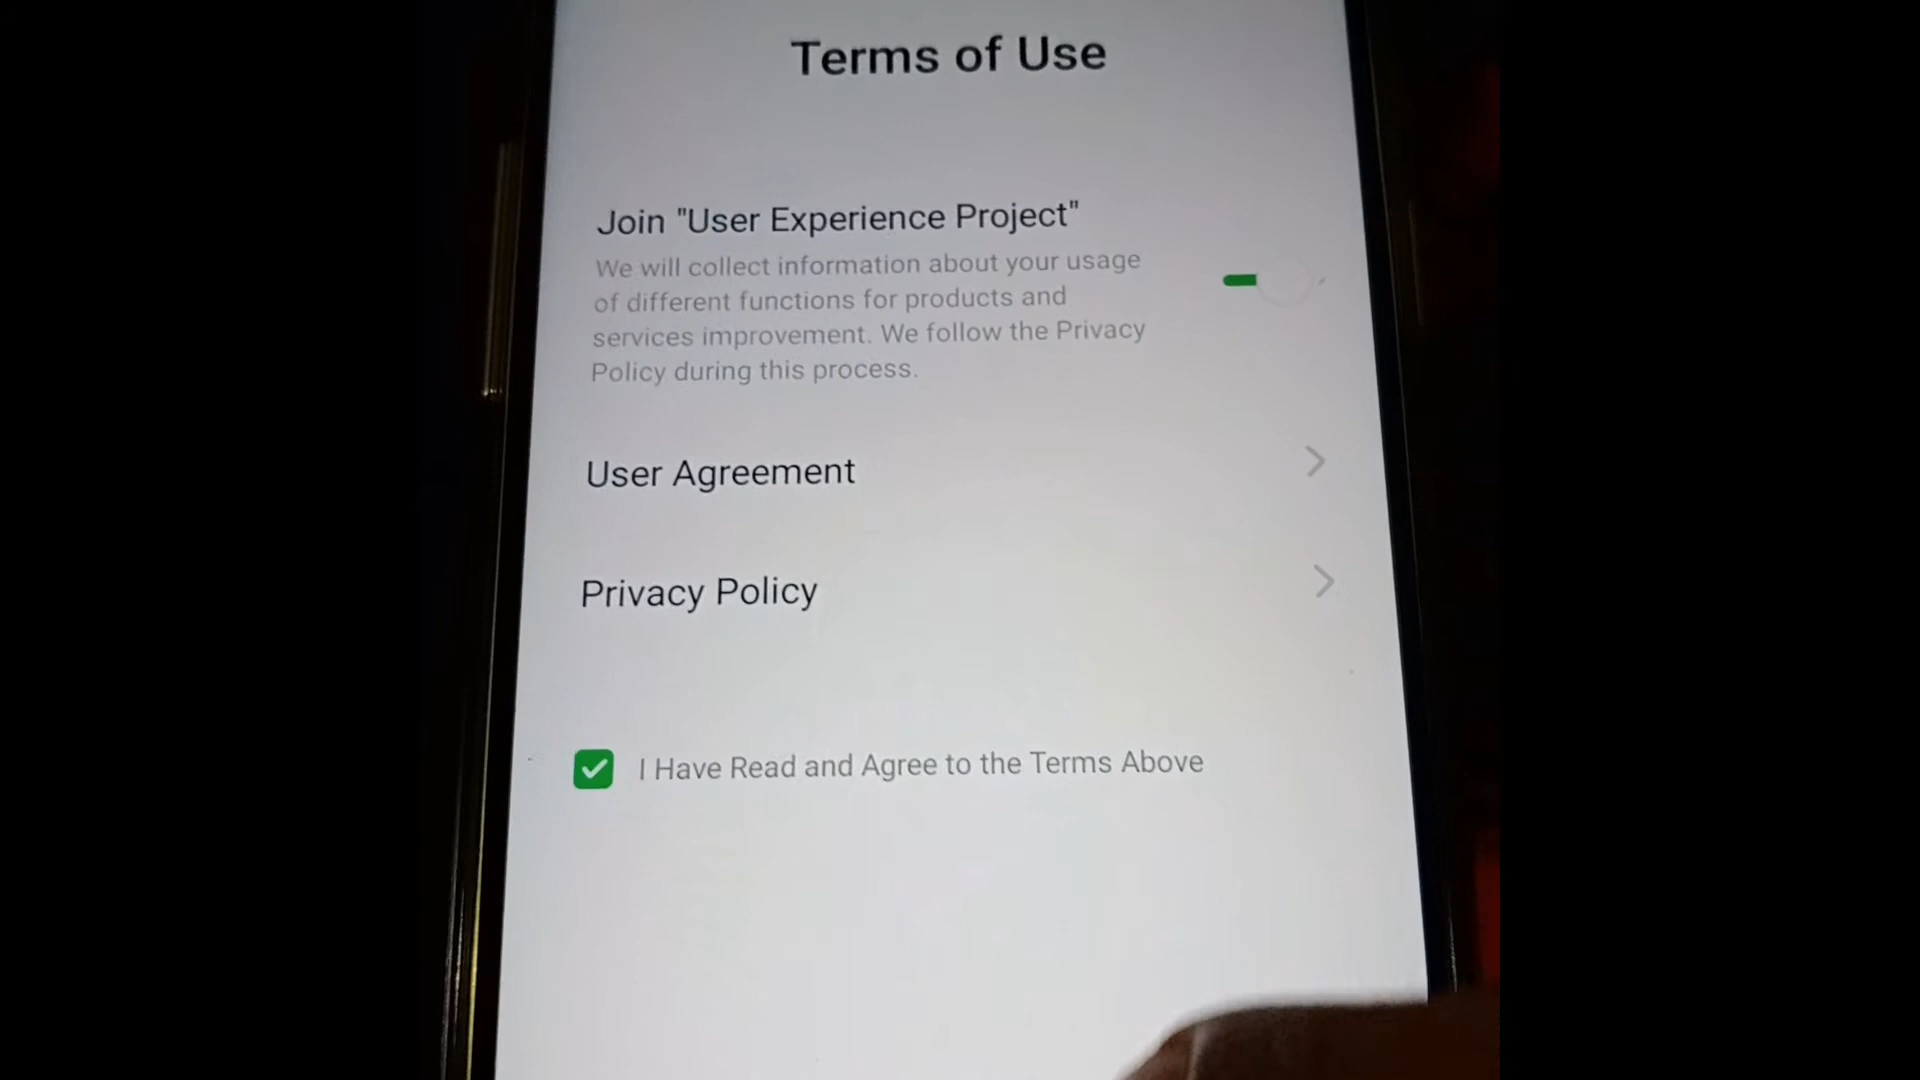 Terms of Use
Join "User Experience Project"
We will collect information about your usage
of different functions for products and
services improvement. We follow the Privacy
Policy during this process.
User Agreement
Privacy Policy
I Have Read and Agree to the Terms Above